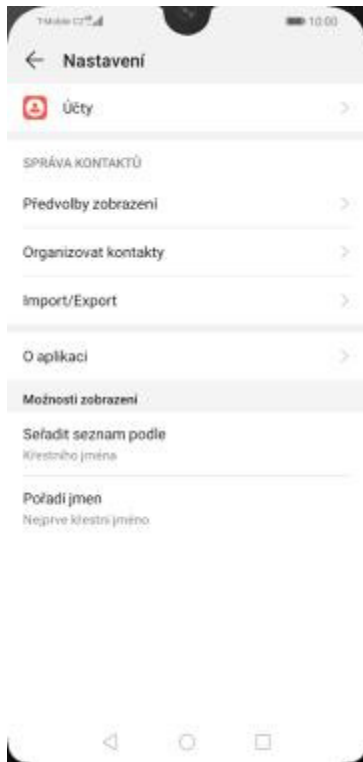 T-Mobile CZ
10:00
Nastavení
Účty
SPRÁVA KONTAKTŮ
Předvolby zobrazení
Organizovat kontakty
Import/Export
O aplikaci
Možnosti zobrazení
Seřadit seznam podle
Křestního jména
Pořadí jmen
Nejprve křestní jméno